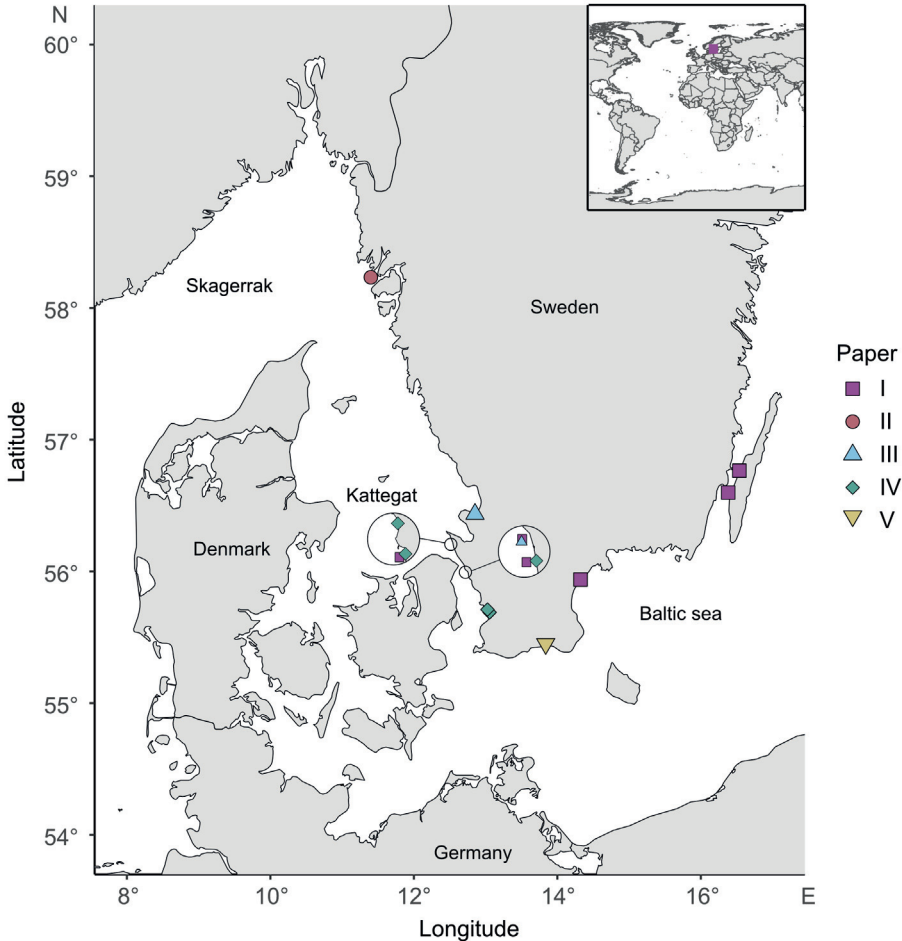 N
60°
59°
58°
57°
56°
55°
54°
Latitude
Skagerrak
Sweden
Kattegat
Denmark
Baltic sea
Germany
Paper
I
II
III
IV
V
8°
10°
12°
14°
16°
E
Longitude